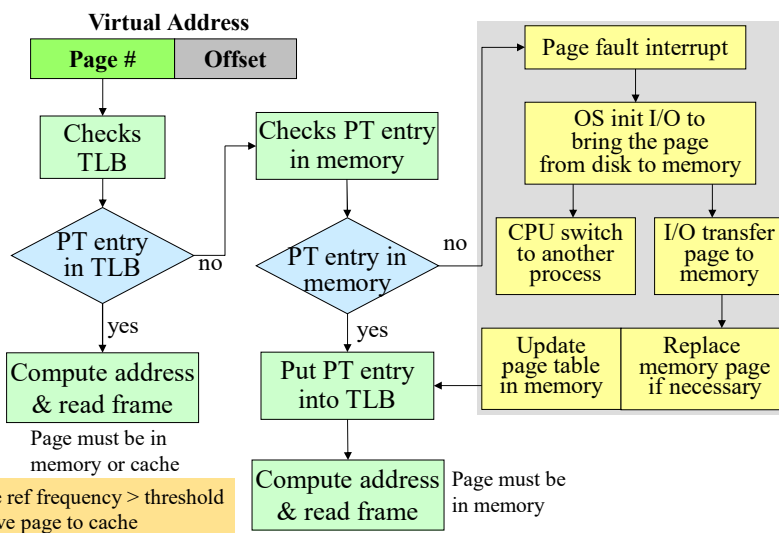 Virtual Address
Page #
Offset
Checks
TLB
PT entry
in TLB
no
yes
Compute address
& read frame
Page must be in
memory or cache
ref frequency > threshold
page to cache
Checks PT entry
in memory
PT entry in
memory
no
yes
Put PT entry
into TLB
Compute address
& read frame
Page must be
in memory
Page fault interrupt
OS init I/O to
bring the page
from disk to memory
CPU switch
to another
process
I/O transfer
page to
memory
Update
page table
in memory
Replace
memory page
if necessary